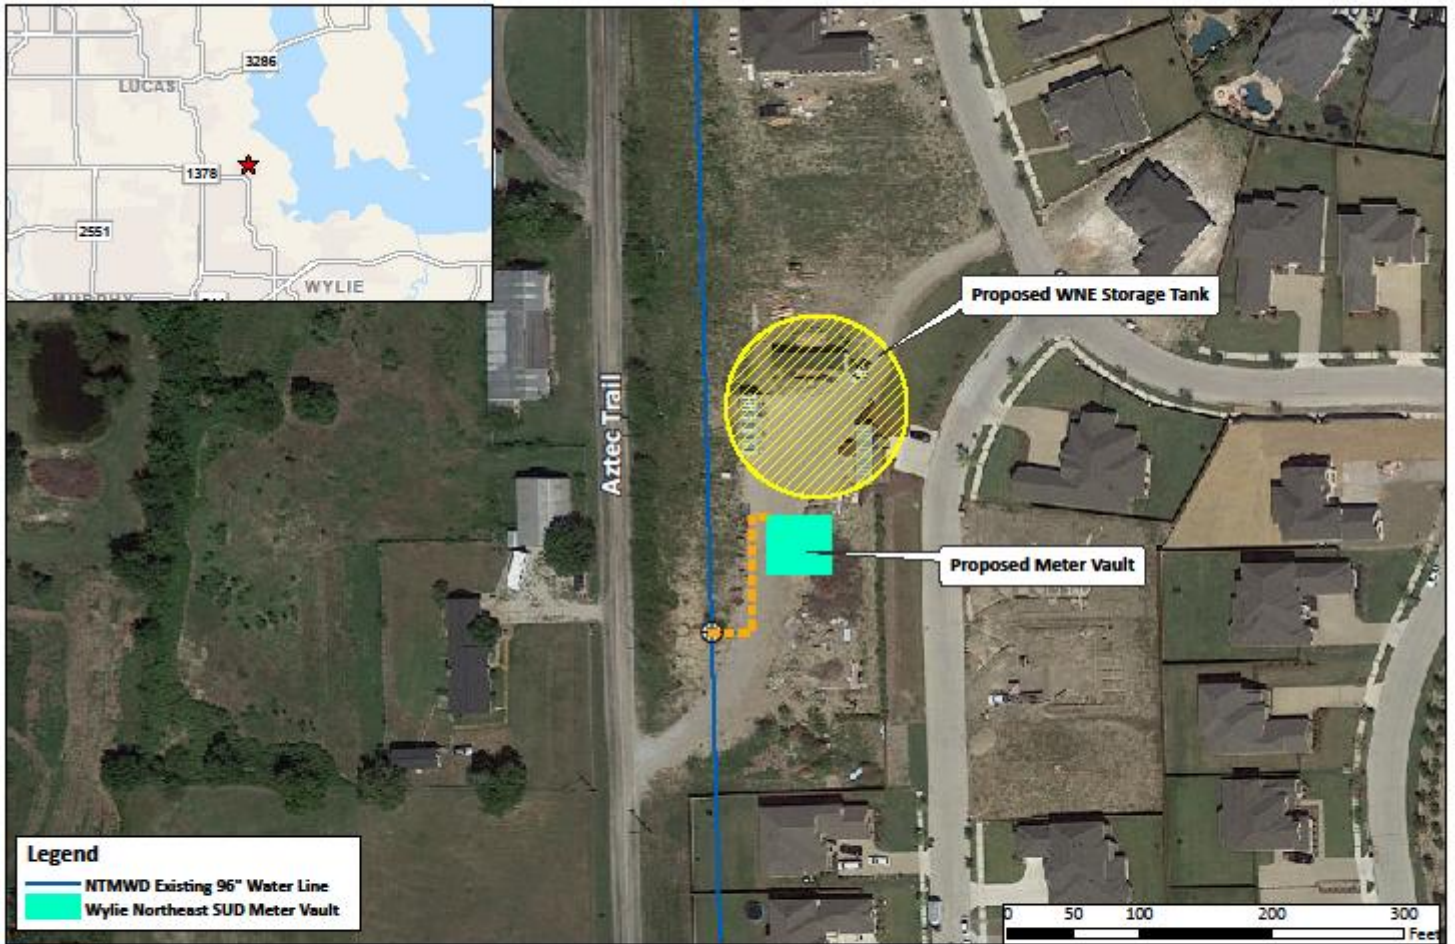 3286
LUCAS
1378
2551
WYLIE
MURPHY
Proposed WNE Storage Tank
Aztec Trail
Proposed Meter Vault
Legend
NTMWD Existing 96" Water Line
Wylie Northeast SUD Meter Vault
0 50 100 200 300
Feet